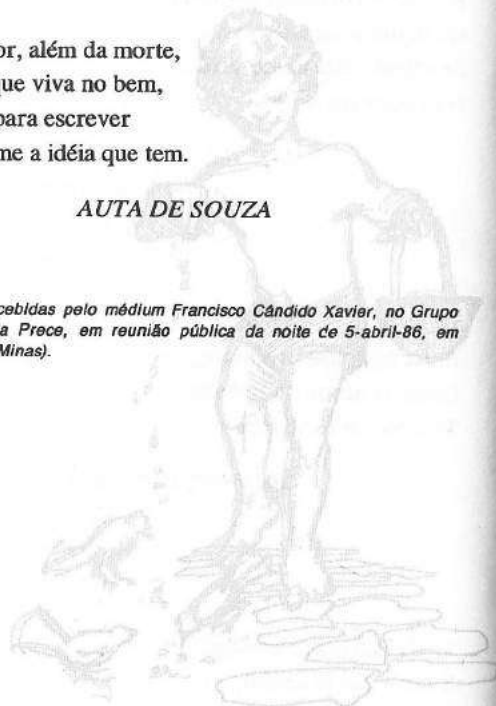 or, além da morte,
ue viva no bem,
para escrever
me a idéia que tem.
AUTA DE SOUZA
cebidas pelo médium Francisco Cândido Xavier, no Grupo
a Prece, em reunião pública da noite de 5-abril-86, em
Minas).